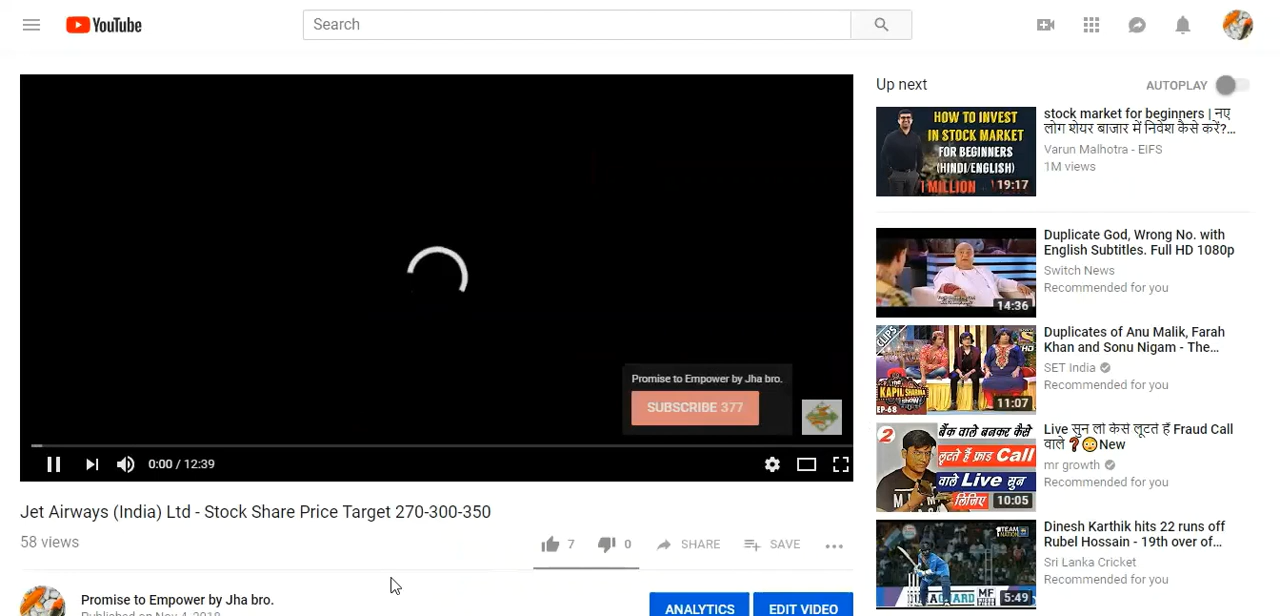 YouTube
Search
Up next
AUTOPLAY
HOW TO INVEST
IN STOCK MARKET
FOR BEGINNERS
(HINDI/ENGLISH)
1 MILLION
19:17
stock market for beginners | नए
लोग शेयर बाजार में निवेश कैसे करें?...
Varun Malhotra - EIFS
1M views
14:36
Duplicate God, Wrong No. with
English Subtitles. Full HD 1080p
Switch News
Recommended for you
CLIPS
KAPIL SHARMA
EP-68
11:07
Duplicates of Anu Malik, Farah
Khan and Sonu Nigam - The...
SET India
Recommended for you
2
बैंक वाले बनकर कैसे
लूटते हैं फ्रॉड Call
वाले Live सुन
लिजिए
10:05
Live सुन लो कैसे लूटते हैं Fraud Call
वाले ❓😳New
mr growth
Recommended for you
5:49
Dinesh Karthik hits 22 runs off
Rubel Hossain - 19th over of...
Sri Lanka Cricket
Recommended for you
Promise to Empower by Jha bro.
SUBSCRIBE 377
0:00 / 12:39
Jet Airways (India) Ltd - Stock Share Price Target 270-300-350
58 views
7
0
SHARE
SAVE
Promise to Empower by Jha bro.
ANALYTICS
EDIT VIDEO